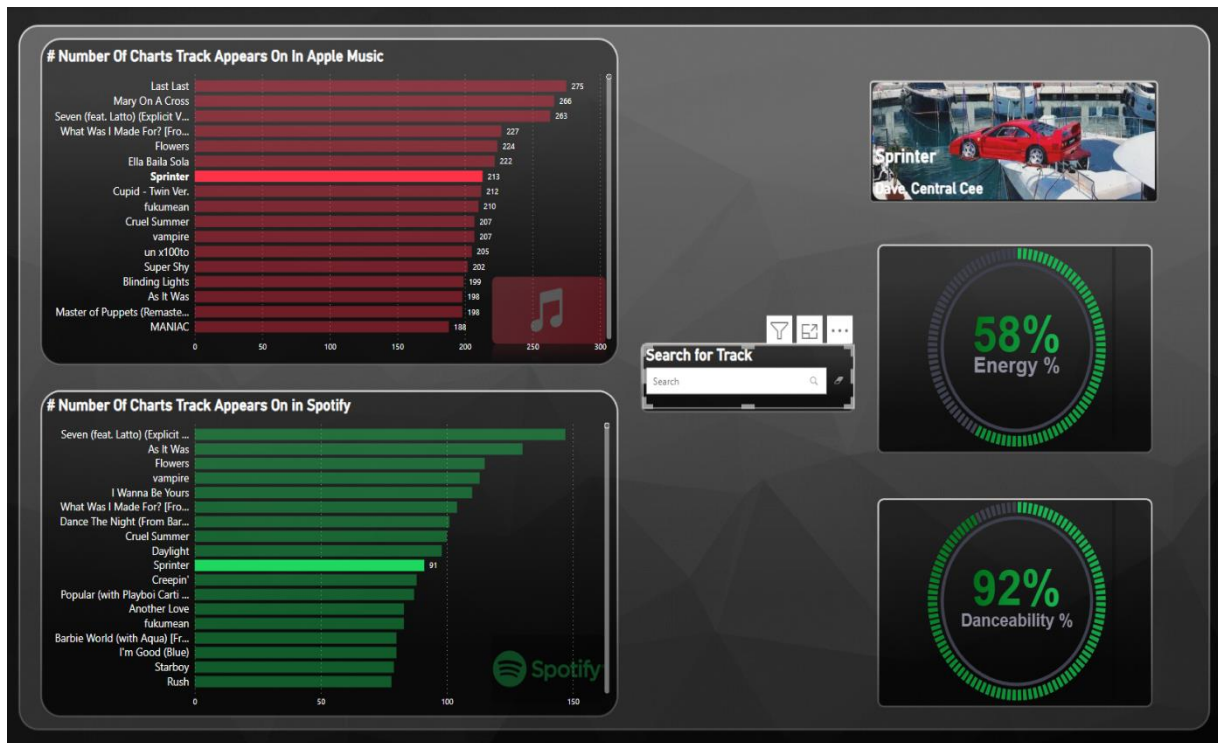 # Number Of Charts Track Appears On In Apple Music
Last Last
275
Mary On A Cross
266
Seven (feat. Latto) (Explicit V...
263
What Was I Made For? [Fro...
227
Flowers
224
Ella Baila Sola
222
Sprinter
213
Cupid - Twin Ver.
212
fukumean
210
Cruel Summer
207
vampire
207
un x100to
205
Super Shy
202
Blinding Lights
199
As It Was
198
Master of Puppets (Remaste...
198
MANIAC
188
0 50 100 150 200 250 300
# Number Of Charts Track Appears On in Spotify
Seven (feat. Latto) (Explicit ...
As It Was
Flowers
vampire
I Wanna Be Yours
What Was I Made For? [Fro...
Dance The Night (From Bar...
Cruel Summer
Daylight
Sprinter
91
Creepin'
Popular (with Playboi Carti ...
Another Love
fukumean
Barbie World (with Aqua) [Fr...
I'm Good (Blue)
Starboy
Rush
0 50 100 150
Spotify
Search for Track
Search
Sprinter
Dave, Central Cee
58%
Energy %
92%
Danceability %